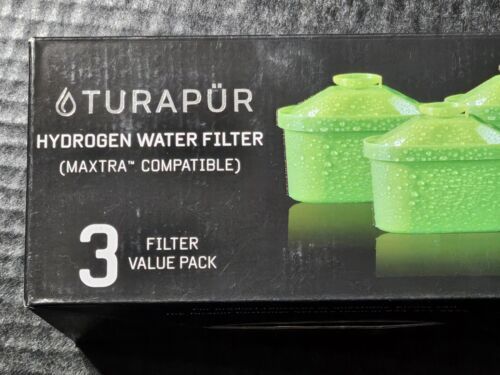 TURAPÜR
HYDROGEN WATER FILTER
(MAXTRA™ COMPATIBLE)
3
FILTER
VALUE PACK